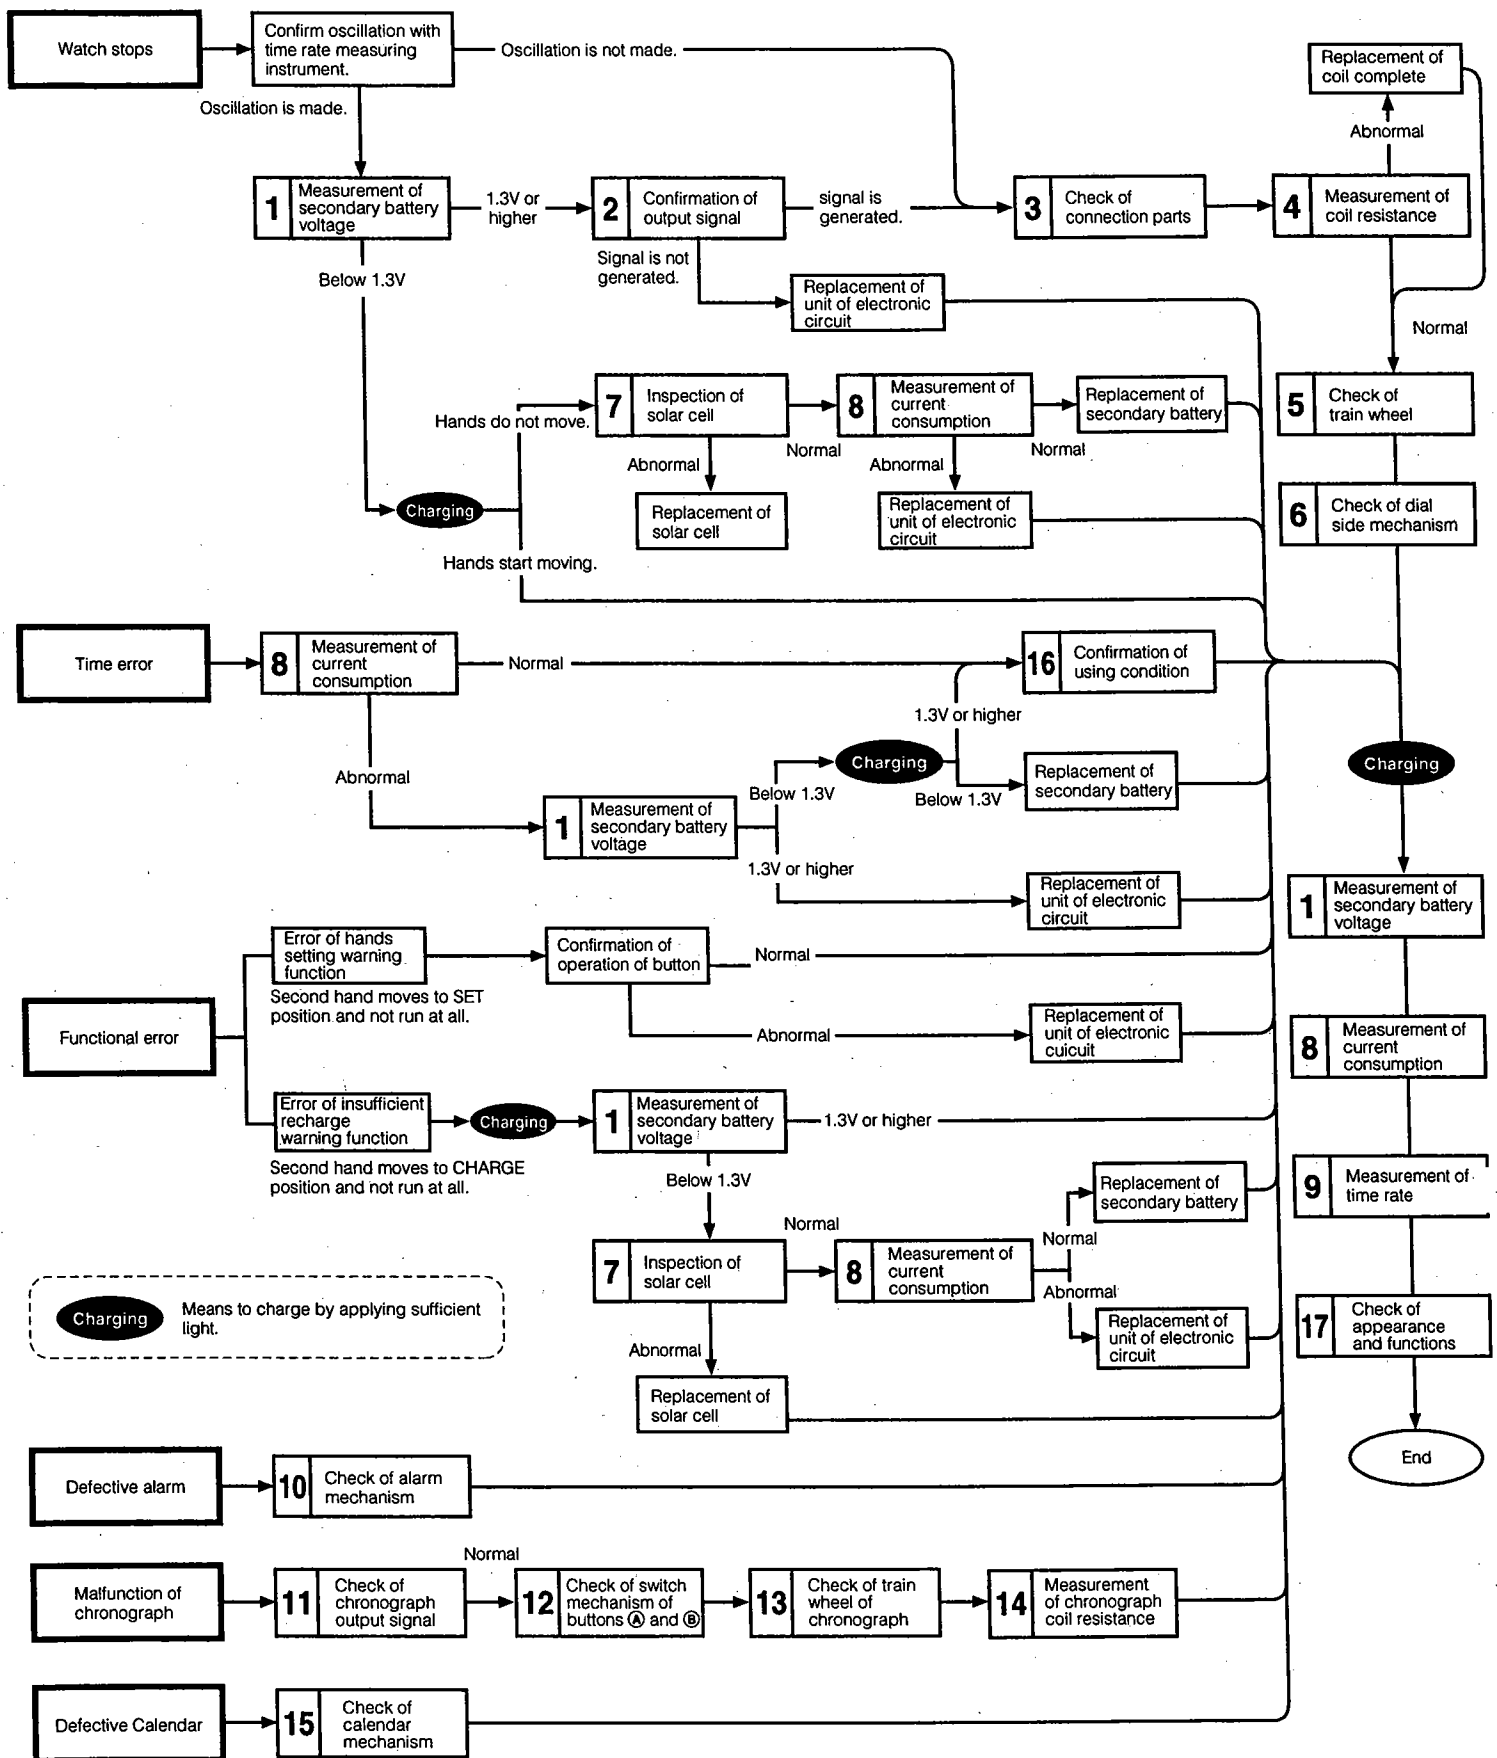 Watch stops
Confirm oscillation with
time rate measuring
instrument.
Oscillation is not made.
Oscillation is made.
Replacement of
coil complete
Abnormal
1
Measurement of
secondary battery
voltage
1.3V or
higher
2
Confirmation of
output signal
signal is
generated.
3
Check of
connection parts
4
Measurement of
coil resistance
Below 1.3V
Signal is not
generated.
Replacement of
unit of electronic
circuit
Normal
Hands do not move.
7
Inspection of
solar cell
Normal
8
Measurement of
current
consumption
Normal
Replacement of
secondary battery
5
Check of
train wheel
Abnormal
Replacement of
solar cell
Abnormal
Replacement of
unit of electronic
circuit
6
Check of dial
side mechanism
Charging
Hands start moving.
Time error
8
Measurement of
current
consumption
Normal
16
Confirmation of
using condition
1.3V or higher
Abnormal
Charging
Below 1.3V
Below 1.3V
Replacement of
secondary battery
Charging
1
Measurement of
secondary battery
voltage
1.3V or higher
Replacement of
unit of electronic
circuit
1
Measurement of
secondary battery
voltage
Functional error
Error of hands
setting warning
function
Second hand moves to SET
position and not run at all.
Confirmation of
operation of button
Normal
Abnormal
Replacement of
unit of electronic
cuicuit
8
Measurement of
current
consumption
Error of insufficient
recharge
warning function
Second hand moves to CHARGE
position and not run at all.
Charging
1
Measurement of
secondary battery
voltage
1.3V or higher
Below 1.3V
Replacement of
secondary battery
9
Measurement of
time rate
7
Inspection of
solar cell
Normal
8
Measurement of
current
consumption
Normal
Abnormal
Replacement of
unit of electronic
circuit
17
Check of
appearance
and functions
Charging
Means to charge by applying sufficient
light.
Abnormal
Replacement of
solar cell
End
Defective alarm
10
Check of alarm
mechanism
Malfunction of
chronograph
11
Check of
chronograph
output signal
Normal
12
Check of switch
mechanism of
buttons Ⓐ and Ⓑ
13
Check of train
wheel of
chronograph
14
Measurement
of chronograph
coil resistance
Defective Calendar
15
Check of
calendar
mechanism